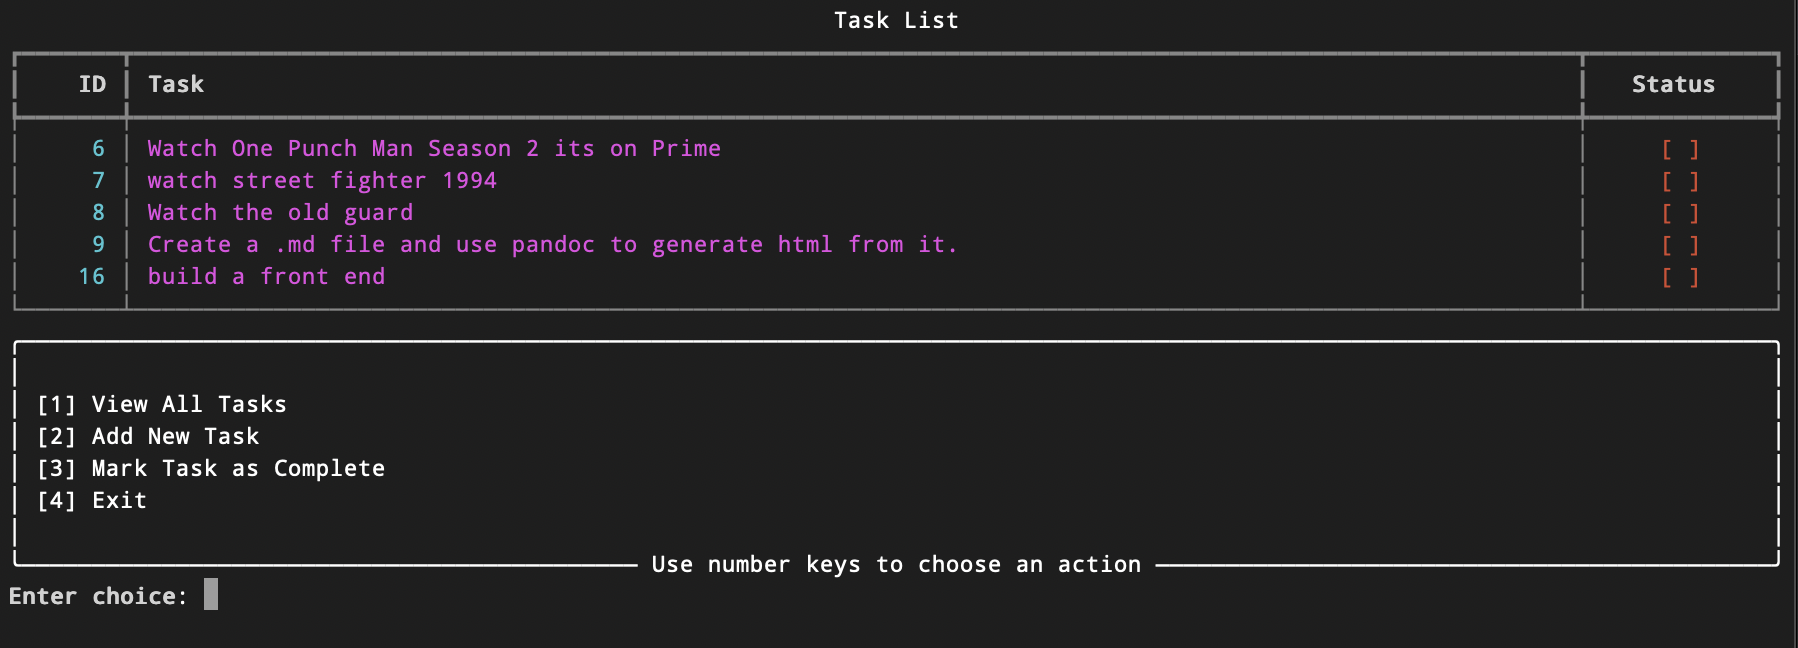 Task List
ID Task Status
6 Watch One Punch Man Season 2 its on Prime [ ]
7 watch street fighter 1994 [ ]
8 Watch the old guard [ ]
9 Create a .md file and use pandoc to generate html from it. [ ]
16 build a front end [ ]
[1] View All Tasks
[2] Add New Task
[3] Mark Task as Complete
[4] Exit
Use number keys to choose an action
Enter choice: